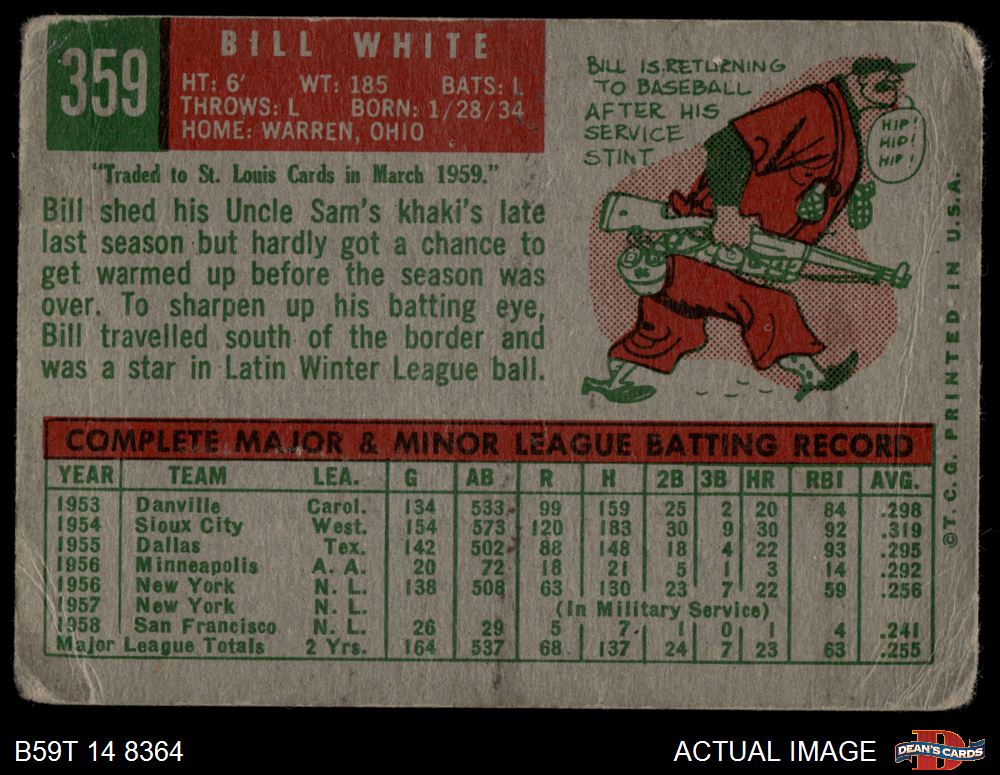 359
BILL WHITE
HT: 6' WT: 185 BATS: L
THROWS: L BORN: 1/28/34
HOME: WARREN, OHIO
"Traded to St. Louis Cards in March 1959."
Bill shed his Uncle Sam's khaki's late
last season but hardly got a chance to
get warmed up before the season was
over. To sharpen up his batting eye,
Bill travelled south of the border and
was a star in Latin Winter League ball.
BILL IS RETURNING
TO BASEBALL
AFTER HIS
SERVICE
STINT
HIP!
HIP!
HIP!
©T. C. G. PRINTED IN U.S.A.
COMPLETE MAJOR & MINOR LEAGUE BATTING RECORD
YEAR TEAM LEA. G AB R H 2B 3B HR RBI AVG.
1953 Danville Carol. 134 533 99 159 25 2 20 84 .298
1954 Sioux City West. 154 573 120 183 30 9 30 92 .319
1955 Dallas Tex. 142 502 88 148 18 4 22 93 .295
1956 Minneapolis A. A. 20 72 18 21 5 1 3 14 .292
1956 New York N. L. 138 508 63 130 23 7 22 59 .256
1957 New York N. L. (In Military Service)
1958 San Francisco N. L. 26 29 5 7 1 0 1 4 .241
Major League Totals 2 Yrs. 164 537 68 137 24 7 23 63 .255
B59T 14 8364
ACTUAL IMAGE
DEAN'S CARDS